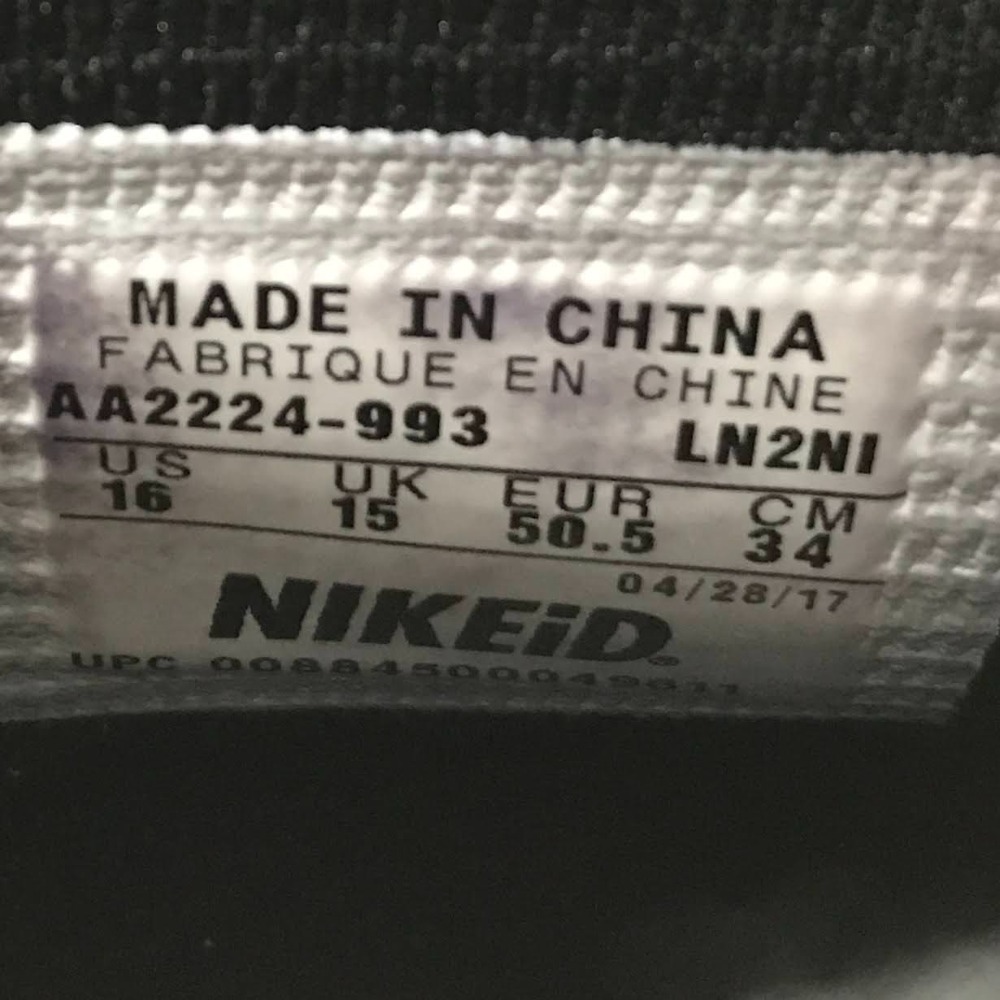 MADE IN CHINA
FABRIQUE EN CHINE
AA2224-993 LN2NI
US UK EUR CM
16 15 50.5 34
04/28/17
NIKEiD®
UPC